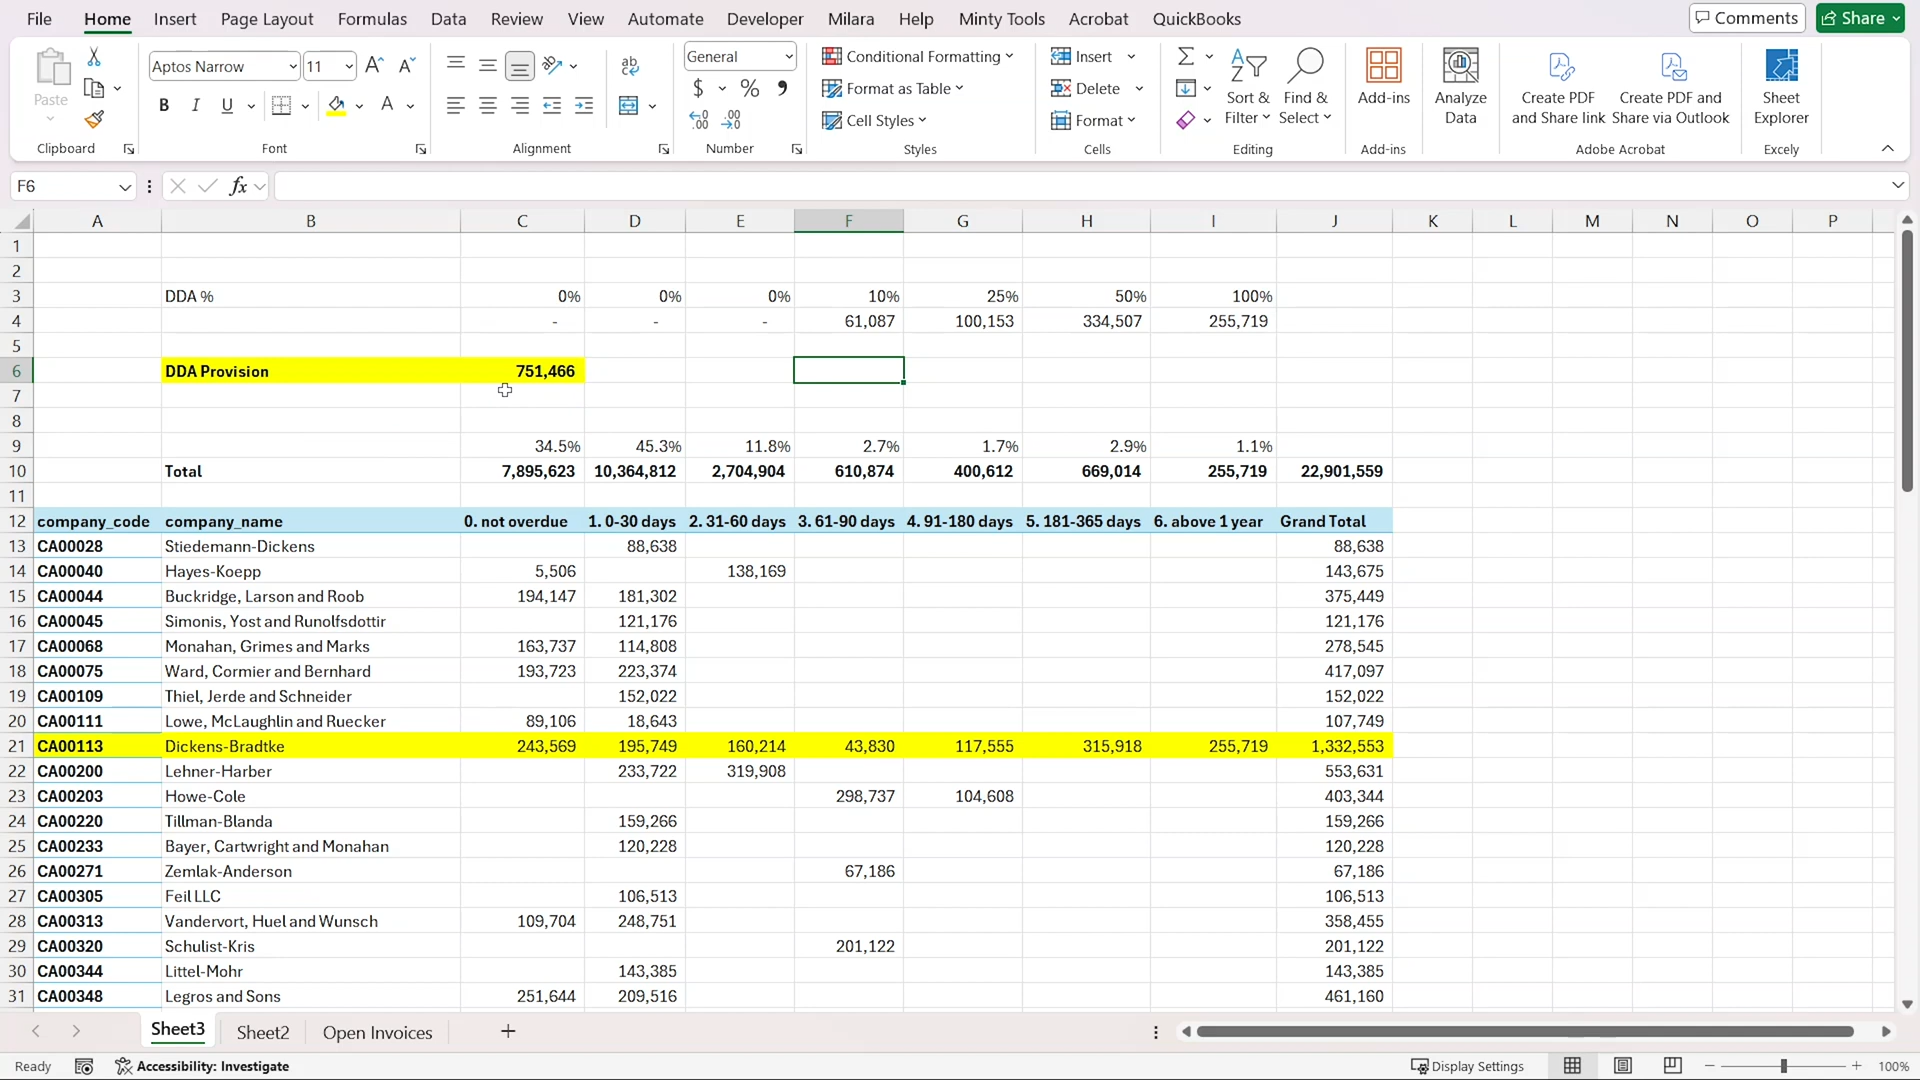 File Home Insert Page Layout Formulas Data Review View Automate Developer Milara Help Minty Tools Acrobat QuickBooks Comments Share
Paste
Clipboard
Aptos Narrow 11
B I U A
Font
ab
Alignment
General
$ % ,
Number
Conditional Formatting
Format as Table
Cell Styles
Styles
Insert
Delete
Format
Cells
Sort & Filter
Find & Select
Editing
Add-ins
Add-ins
Analyze Data
Create PDF and Share link
Create PDF and Share via Outlook
Adobe Acrobat
Sheet Explorer
Excely
F6 fx
A B C D E F G H I J K L M N O P
1
2
3 DDA % 0% 0% 0% 10% 25% 50% 100%
4 - - - 61,087 100,153 334,507 255,719
5
6 DDA Provision 751,466
7
8
9 34.5% 45.3% 11.8% 2.7% 1.7% 2.9% 1.1%
10 Total 7,895,623 10,364,812 2,704,904 610,874 400,612 669,014 255,719 22,901,559
11
12 company_code company_name 0. not overdue 1. 0-30 days 2. 31-60 days 3. 61-90 days 4. 91-180 days 5. 181-365 days 6. above 1 year Grand Total
13 CA00028 Stiedemann-Dickens 88,638 88,638
14 CA00040 Hayes-Koepp 5,506 138,169 143,675
15 CA00044 Buckridge, Larson and Roob 194,147 181,302 375,449
16 CA00045 Simonis, Yost and Runolfsdottir 121,176 121,176
17 CA00068 Monahan, Grimes and Marks 163,737 114,808 278,545
18 CA00075 Ward, Cormier and Bernhard 193,723 223,374 417,097
19 CA00109 Thiel, Jerde and Schneider 152,022 152,022
20 CA00111 Lowe, McLaughlin and Ruecker 89,106 18,643 107,749
21 CA00113 Dickens-Bradtke 243,569 195,749 160,214 43,830 117,555 315,918 255,719 1,332,553
22 CA00200 Lehner-Harber 233,722 319,908 553,631
23 CA00203 Howe-Cole 298,737 104,608 403,344
24 CA00220 Tillman-Blanda 159,266 159,266
25 CA00233 Bayer, Cartwright and Monahan 120,228 120,228
26 CA00271 Zemlak-Anderson 67,186 67,186
27 CA00305 Feil LLC 106,513 106,513
28 CA00313 Vandervort, Huel and Wunsch 109,704 248,751 358,455
29 CA00320 Schulist-Kris 201,122 201,122
30 CA00344 Littel-Mohr 143,385 143,385
31 CA00348 Legros and Sons 251,644 209,516 461,160
Sheet3 Sheet2 Open Invoices
Ready Accessibility: Investigate Display Settings 100%